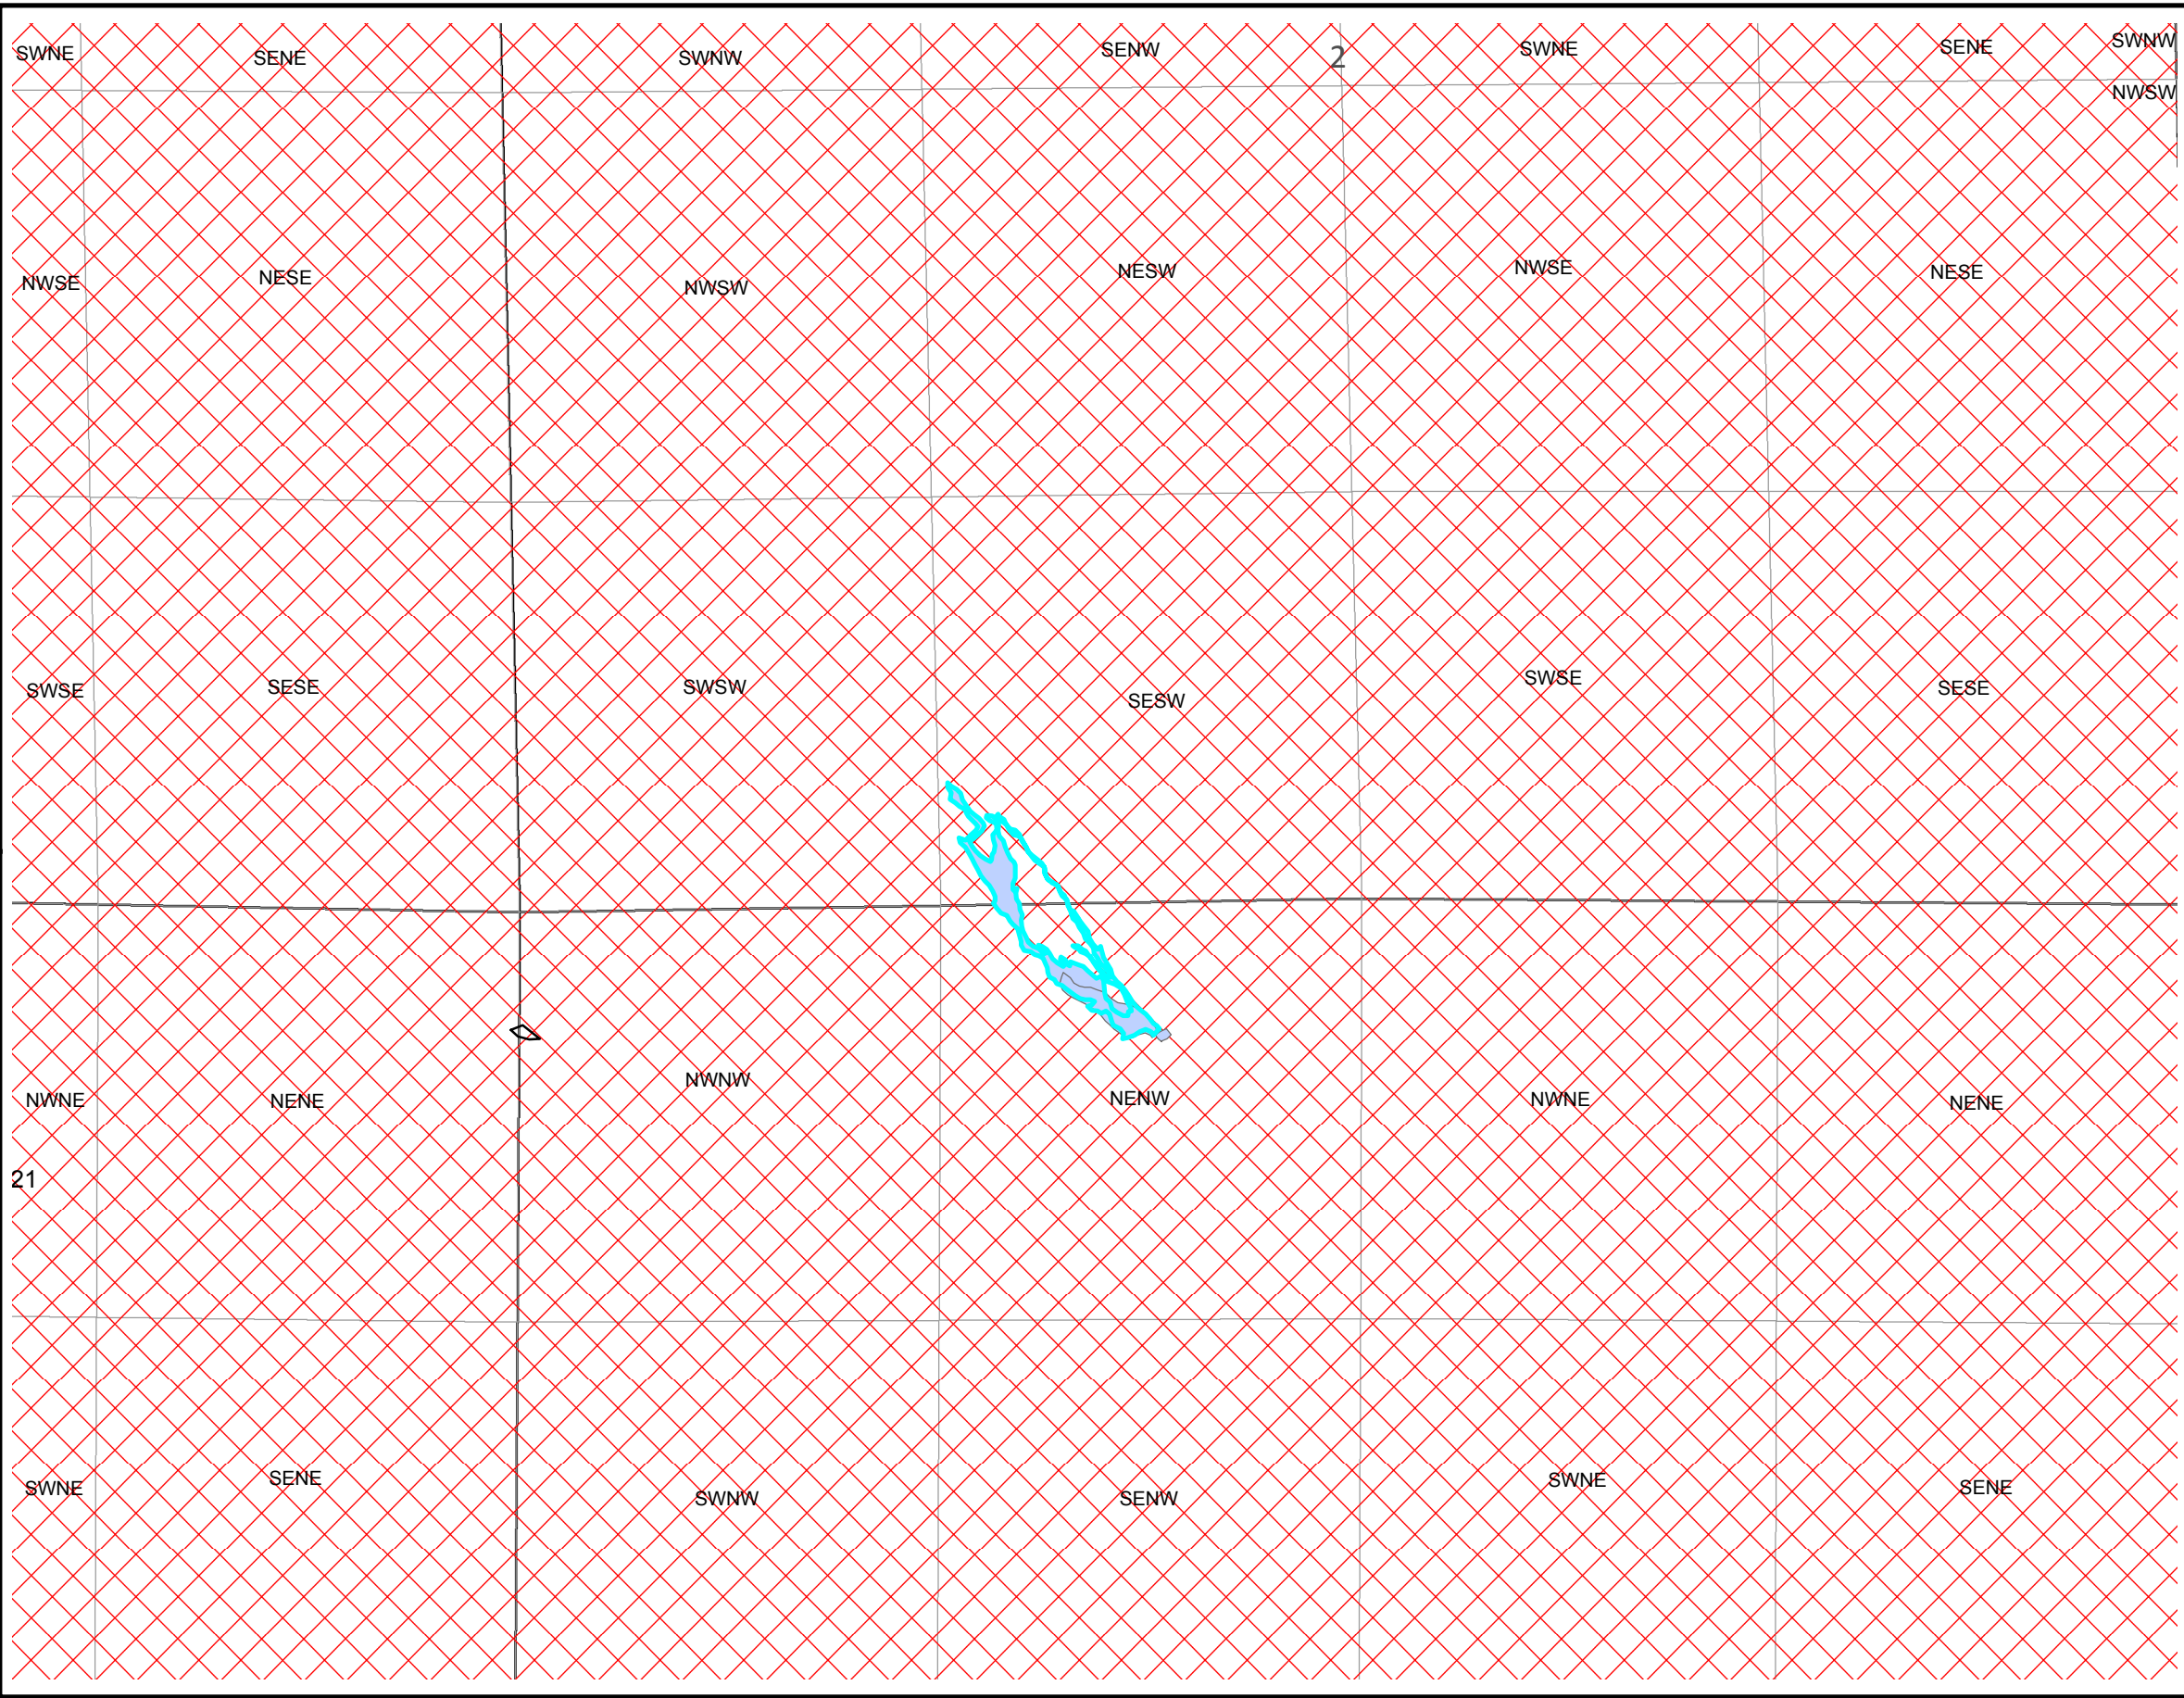 SWNE SENE SWNW SENW 2 SWNE SENE SWNW
NWSW
NWSE NESE NWSW NESW NWSE NESE
SWSE SESE SWSW SESW SWSE SESE
NWNE NENE NWNW NENW NWNE NENE
21
SWNE SENE SWNW SENW SWNE SENE